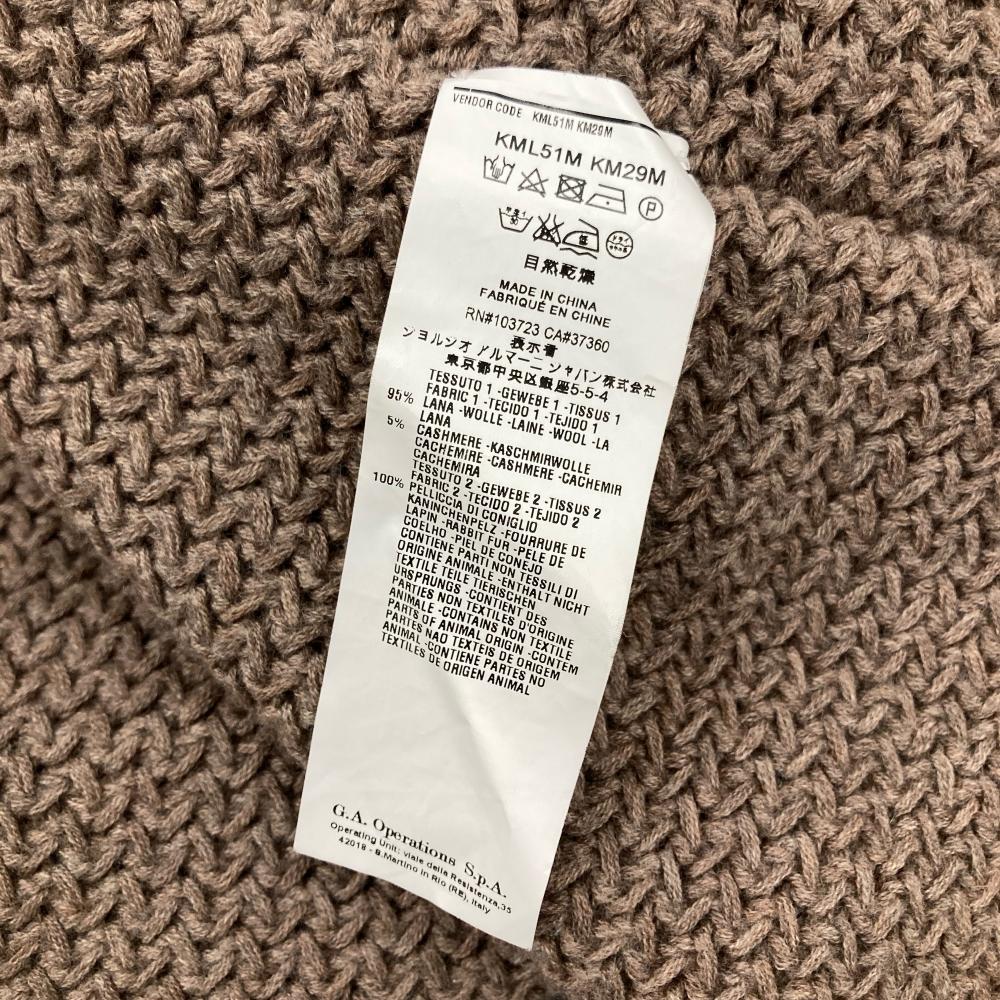 VENDOR CODE KML51M KM29M
KML51M KM29M
P
目然乾燥
MADE IN CHINA
FABRIQUÉ EN CHINE
RN#103723 CA#37360
表示者
ジョルジオ アルマーニ ジャパン株式会社
東京都中央区銀座5-5-4
TESSUTO 1 -GEWEBE 1 -TISSUS 1
FABRIC 1 -TECIDO 1 -TEJIDO 1
95% LANA -WOLLE -LAINE -WOOL -LA
LANA
5% CASHMERE -KASCHMIRWOLLE
CACHEMIRE -CASHMERE -CACHEMIR
CACHEMIRA
TESSUTO 2 -GEWEBE 2 -TISSUS 2
FABRIC 2 -TECIDO 2 -TEJIDO 2
100% PELLICCIA DI CONIGLIO
KANINCHENPELZ -FOURRURE DE
LAPIN -RABBIT FUR -PELE DE
COELHO -PIEL DE CONEJO
CONTIENE PARTI NON TESSILI DI
ORIGINE ANIMALE -ENTHALT NICHT
TEXTILE TEILE TIERISCHEN
URSPRUNGS -CONTIENT DES
PARTIES NON TEXTILES D'ORIGINE
ANIMALE -CONTAINS NON TEXTILE
PARTS OF ANIMAL ORIGIN -CONTEM
PARTES NAO TEXTEIS DE ORIGEM
ANIMAL -CONTIENE PARTES NO
TEXTILES DE ORIGEN ANIMAL
G.A. Operations S.p.A.
Operating Unit: viale della Resistenza,35
42018 - S.Martino in Rio (RE), Italy